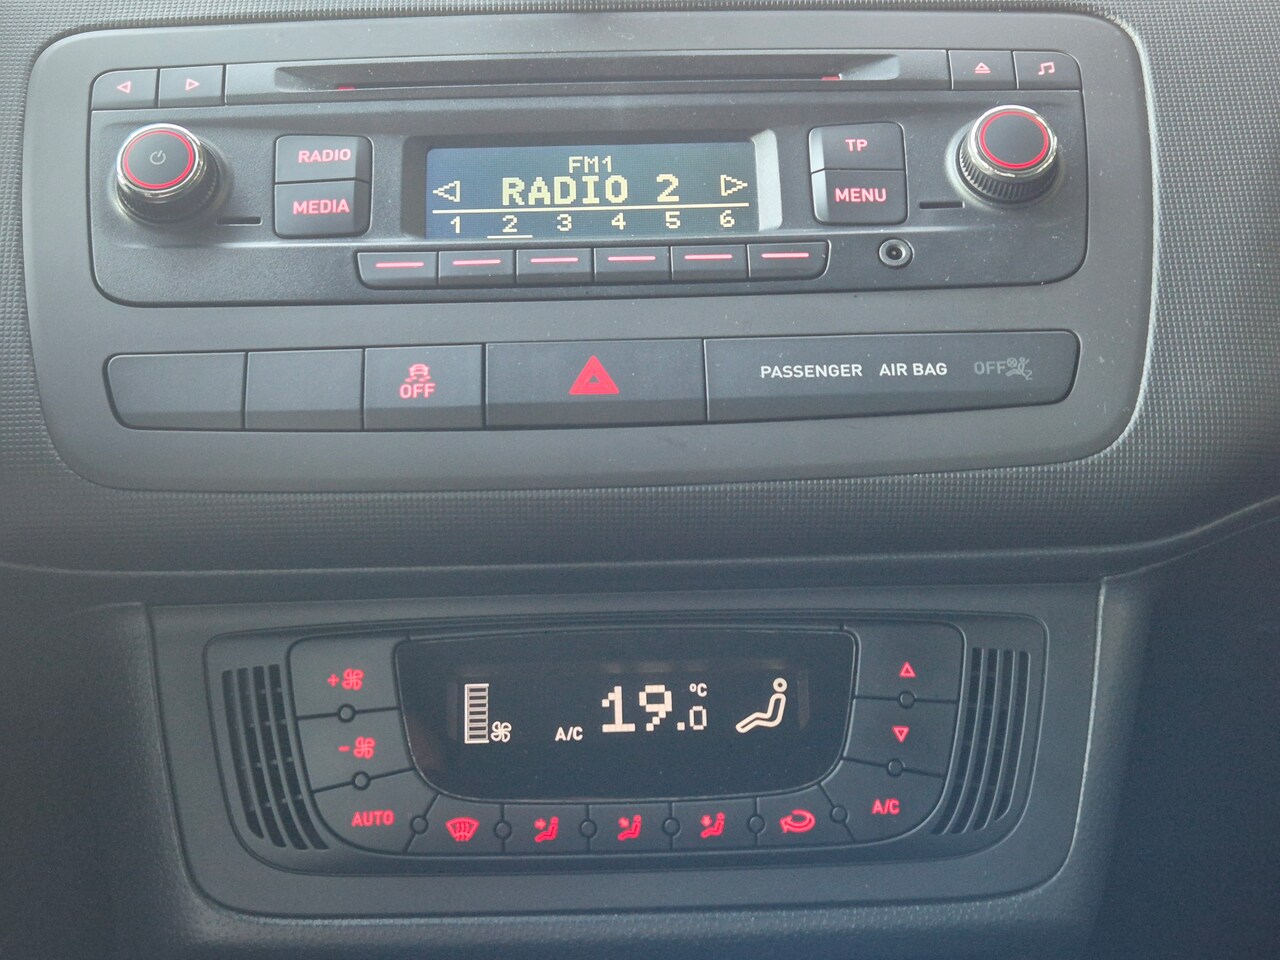 RADIO
MEDIA
FM1
RADIO 2
1 2 3 4 5 6
TP
MENU
OFF
PASSENGER AIR BAG OFF
A/C 19.0 °C
AUTO
A/C